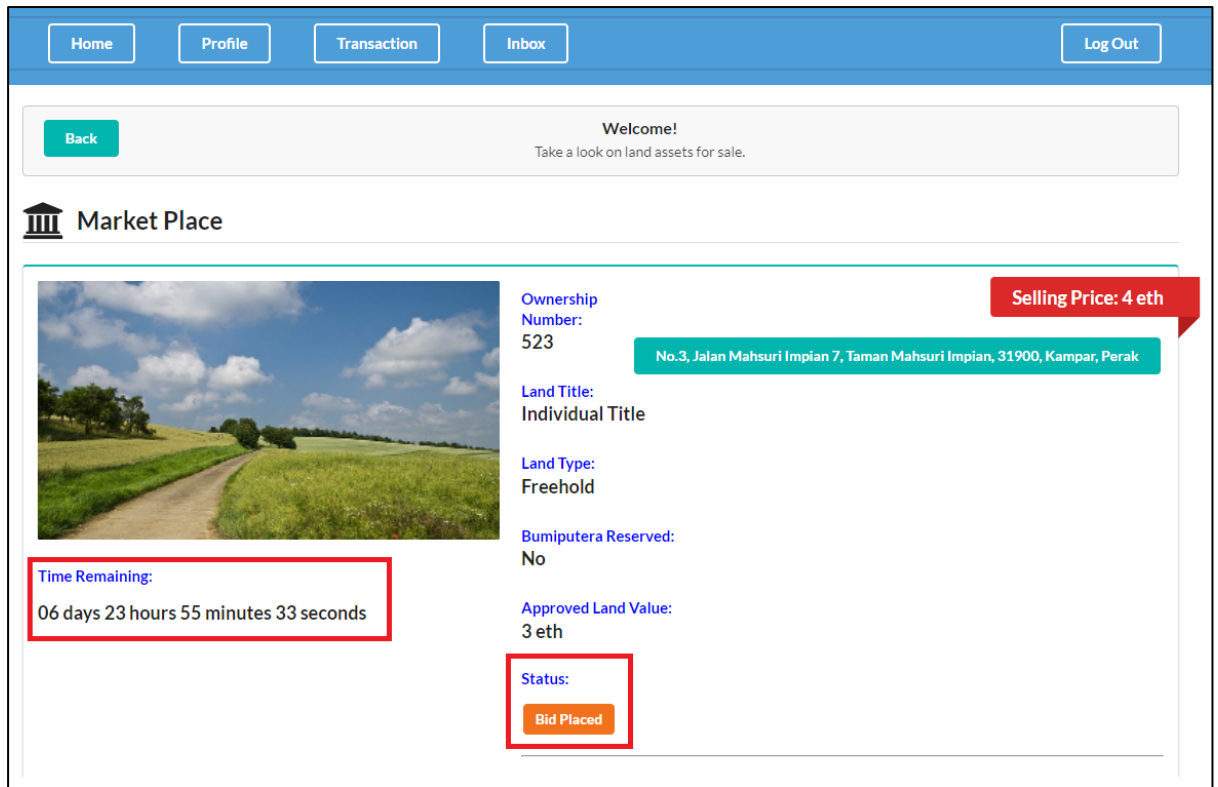 Home Profile Transaction Inbox Log Out
Back
Welcome!
Take a look on land assets for sale.
Market Place
Selling Price: 4 eth
Ownership
Number:
523
No.3, Jalan Mahsuri Impian 7, Taman Mahsuri Impian, 31900, Kampar, Perak
Land Title:
Individual Title
Land Type:
Freehold
Bumiputera Reserved:
No
Time Remaining:
06 days 23 hours 55 minutes 33 seconds
Approved Land Value:
3 eth
Status:
Bid Placed